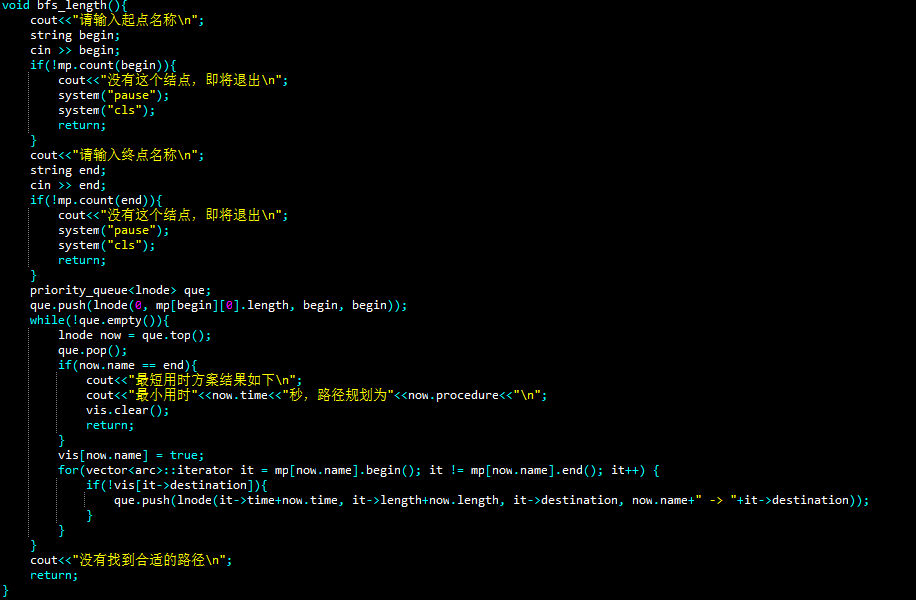 void bfs_length(){
    cout<<"请输入起点名称\n";
    string begin;
    cin >> begin;
    if(!mp.count(begin)){
        cout<<"没有这个结点，即将退出\n";
        system("pause");
        system("cls");
        return;
    }
    cout<<"请输入终点名称\n";
    string end;
    cin >> end;
    if(!mp.count(end)){
        cout<<"没有这个结点，即将退出\n";
        system("pause");
        system("cls");
        return;
    }
    priority_queue<lnode> que;
    que.push(lnode(0, mp[begin][0].length, begin, begin));
    while(!que.empty()){
        lnode now = que.top();
        que.pop();
        if(now.name == end){
            cout<<"最短用时方案结果如下\n";
            cout<<"最小用时"<<now.time<<"秒，路径规划为"<<now.procedure<<"\n";
            vis.clear();
            return;
        }
        vis[now.name] = true;
        for(vector<arc>::iterator it = mp[now.name].begin(); it != mp[now.name].end(); it++) {
            if(!vis[it->destination]){
                que.push(lnode(it->time+now.time, it->length+now.length, it->destination, now.name+" -> "+it->destination));
            }
        }
    }
    cout<<"没有找到合适的路径\n";
    return;
}